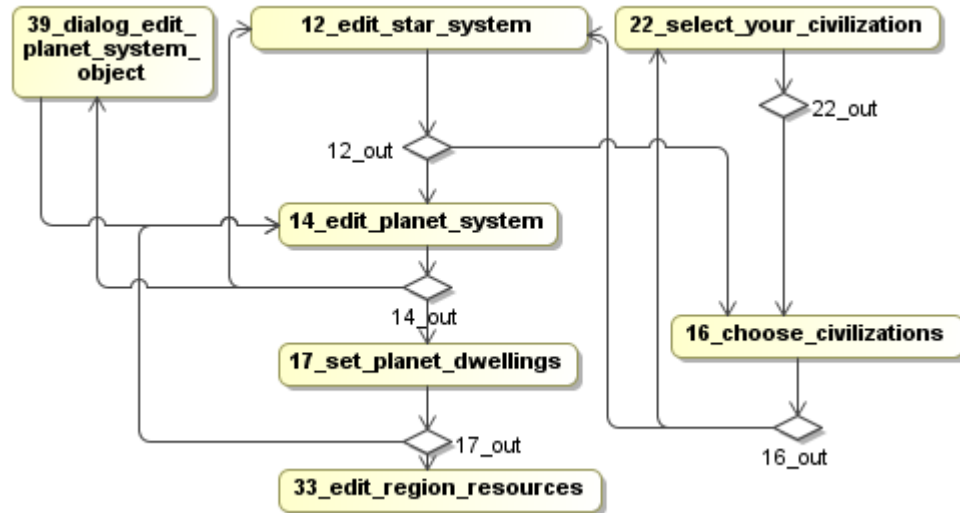 39_dialog_edit_
planet_system_
object
12_edit_star_system
22_select_your_civilization
22_out
12_out
14_edit_planet_system
14_out
16_choose_civilizations
17_set_planet_dwellings
17_out
16_out
33_edit_region_resources